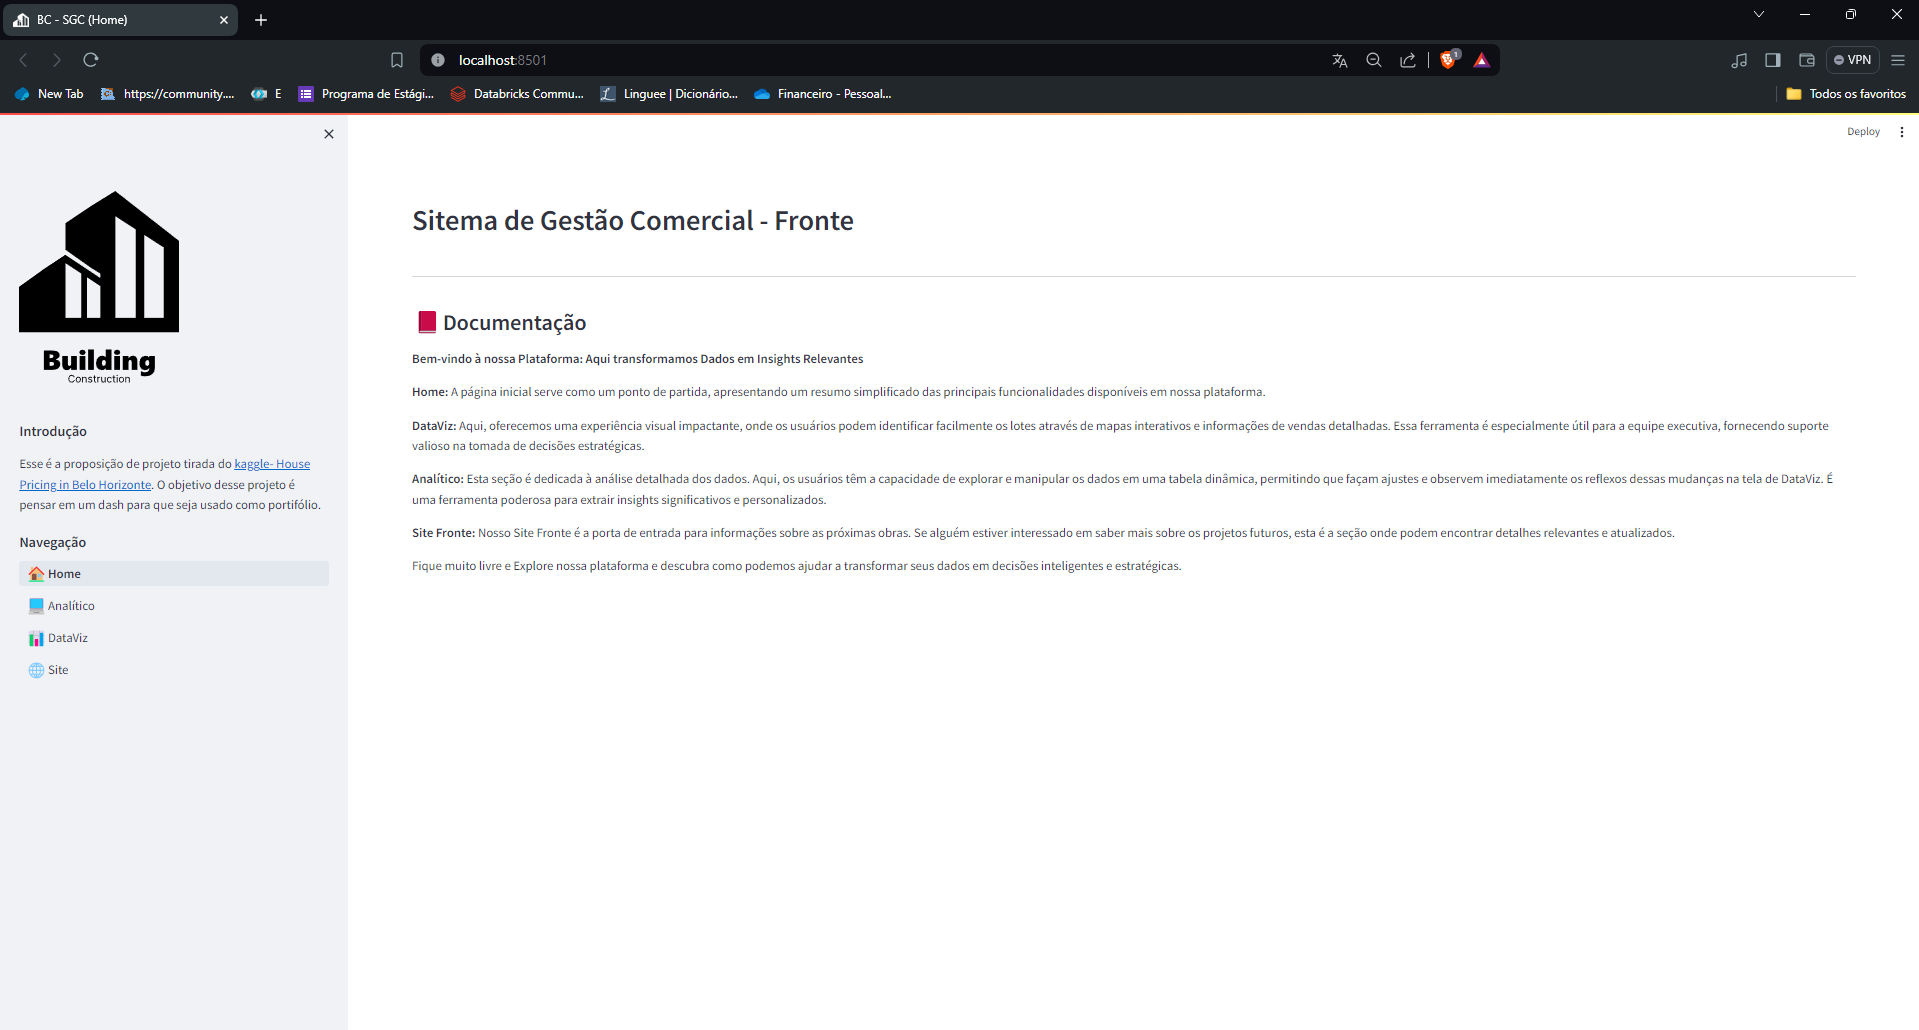 BC - SGC (Home)
localhost:8501
1
VPN
New Tab
https://community....
E
Programa de Estági...
Databricks Commu...
Linguee | Dicionário...
Financeiro - Pessoal...
Todos os favoritos
Deploy
Building
Construction
Introdução
Esse é a proposição de projeto tirada do kaggle- House
Pricing in Belo Horizonte. O objetivo desse projeto é
pensar em um dash para que seja usado como portifólio.
Navegação
Home
Analítico
DataViz
Site
Sitema de Gestão Comercial - Fronte
Documentação
Bem-vindo à nossa Plataforma: Aqui transformamos Dados em Insights Relevantes
Home: A página inicial serve como um ponto de partida, apresentando um resumo simplificado das principais funcionalidades disponíveis em nossa plataforma.
DataViz: Aqui, oferecemos uma experiência visual impactante, onde os usuários podem identificar facilmente os lotes através de mapas interativos e informações de vendas detalhadas. Essa ferramenta é especialmente útil para a equipe executiva, fornecendo suporte
valioso na tomada de decisões estratégicas.
Analítico: Esta seção é dedicada à análise detalhada dos dados. Aqui, os usuários têm a capacidade de explorar e manipular os dados em uma tabela dinâmica, permitindo que façam ajustes e observem imediatamente os reflexos dessas mudanças na tela de DataViz. É
uma ferramenta poderosa para extrair insights significativos e personalizados.
Site Fronte: Nosso Site Fronte é a porta de entrada para informações sobre as próximas obras. Se alguém estiver interessado em saber mais sobre os projetos futuros, esta é a seção onde podem encontrar detalhes relevantes e atualizados.
Fique muito livre e Explore nossa plataforma e descubra como podemos ajudar a transformar seus dados em decisões inteligentes e estratégicas.